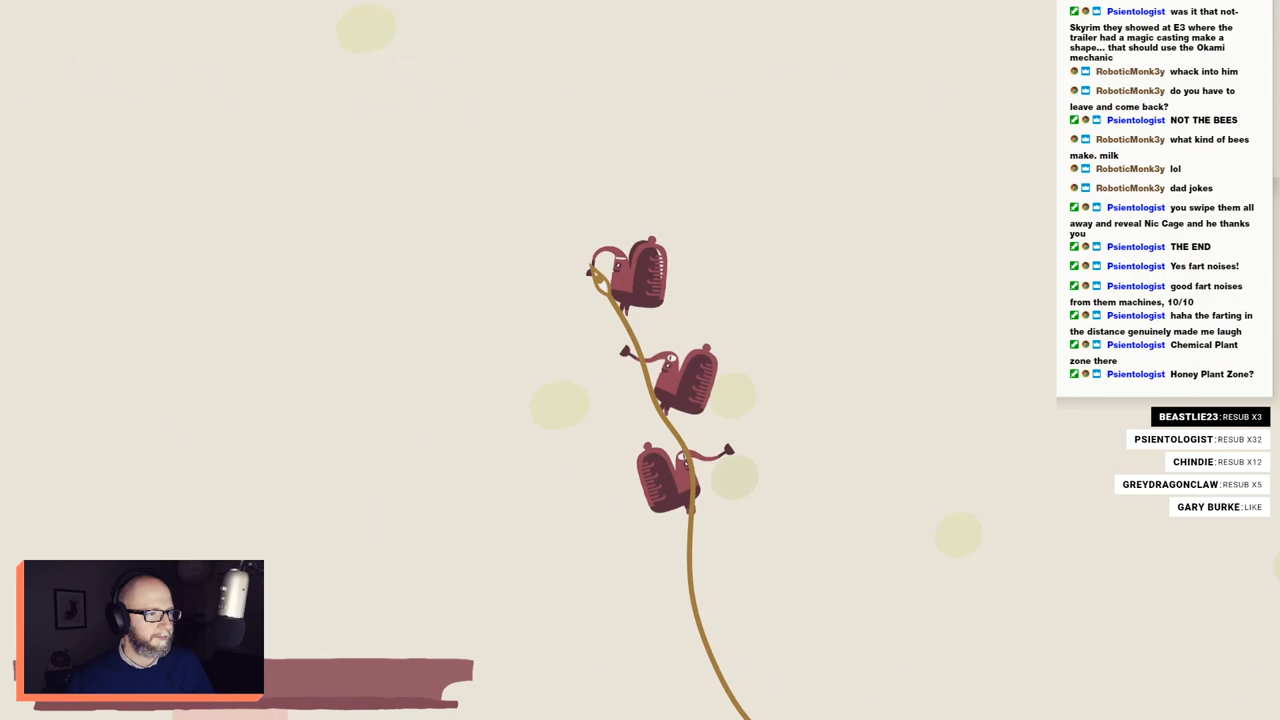 Psientologist was it that not-
Skyrim they showed at E3 where the
trailer had a magic casting make a
shape... that should use the Okami
mechanic
RoboticMonk3y whack into him
RoboticMonk3y do you have to
leave and come back?
Psientologist NOT THE BEES
RoboticMonk3y what kind of bees
make. milk
RoboticMonk3y lol
RoboticMonk3y dad jokes
Psientologist you swipe them all
away and reveal Nic Cage and he thanks
you
Psientologist THE END
Psientologist Yes fart noises!
Psientologist good fart noises
from them machines, 10/10
Psientologist haha the farting in
the distance genuinely made me laugh
Psientologist Chemical Plant
zone there
Psientologist Honey Plant Zone?
BEASTLIE23:RESUB X3
PSIENTOLOGIST:RESUB X32
CHINDIE:RESUB X12
GREYDRAGONCLAW:RESUB X5
GARY BURKE:LIKE